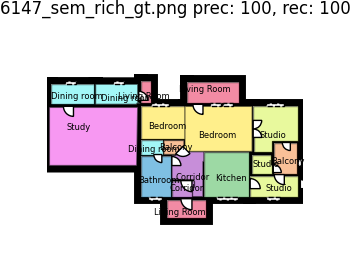 6147_sem_rich_gt.png prec: 100, rec: 100
Living Room
Dining room
Dining room
Living Room
Study
Bedroom
Bedroom
Studio
Dining room
Balcony
Balcony
Studio
Bathroom
Corridor
Kitchen
Corridor
Studio
Living Room